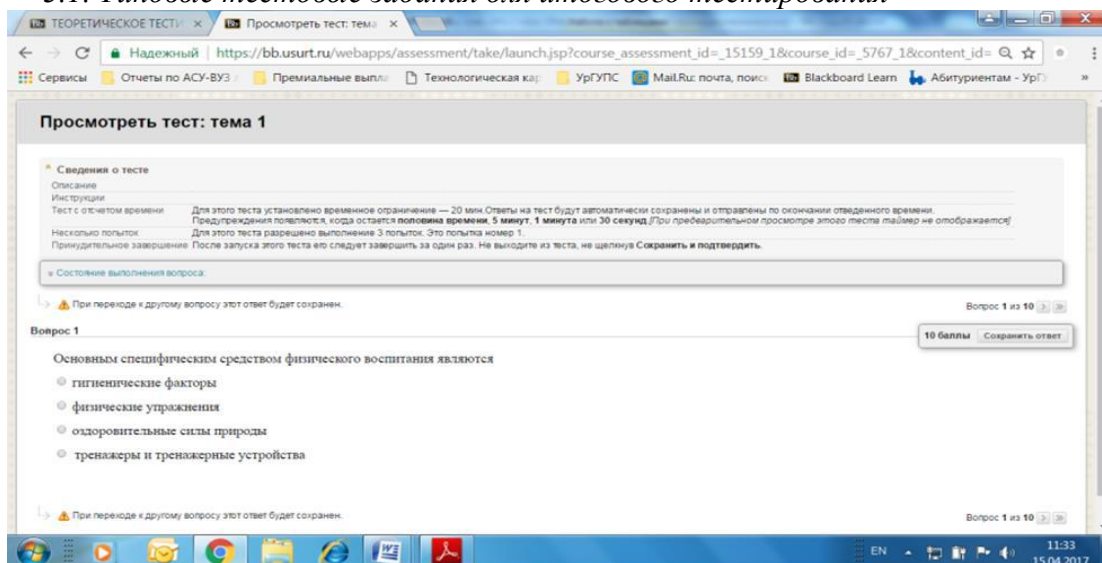 3.1. Типовые тестовые задания для итогового тестирования
ТЕОРЕТИЧЕСКОЕ ТЕСТИ
Просмотреть тест: тема
Надежный | https://bb.usurt.ru/webapps/assessment/take/launch.jsp?course_assessment_id=_15159_1&course_id=_5767_1&content_id=
Сервисы Отчеты по АСУ-ВУЗ / Премиальные выпла Технологическая кар УрГУПС Mail.Ru: почта, поиск Blackboard Learn Абитуриентам - УрГ »
Просмотреть тест: тема 1
Сведения о тесте
Описание
Инструкции
Тест с отсчетом времени Для этого теста установлено временное ограничение — 20 мин.Ответы на тест будут автоматически сохранены и отправлены по окончании отведенного времени.
Предупреждения появляются, когда остается половина времени, 5 минут, 1 минута или 30 секунд.[При предварительном просмотре этого теста таймер не отображается]
Несколько попыток Для этого теста разрешено выполнение 3 попыток. Это попытка номер 1.
Принудительное завершение После запуска этого теста его следует завершить за один раз. Не выходите из теста, не щелкнув Сохранить и подтвердить.
Состояние выполнения вопроса:
При переходе к другому вопросу этот ответ будет сохранен.
Вопрос 1 из 10
Вопрос 1
10 баллы Сохранить ответ
Основным специфическим средством физического воспитания являются
гигиенические факторы
физические упражнения
оздоровительные силы природы
тренажеры и тренажерные устройства
При переходе к другому вопросу этот ответ будет сохранен.
Вопрос 1 из 10
EN
11:33
15.04.2017